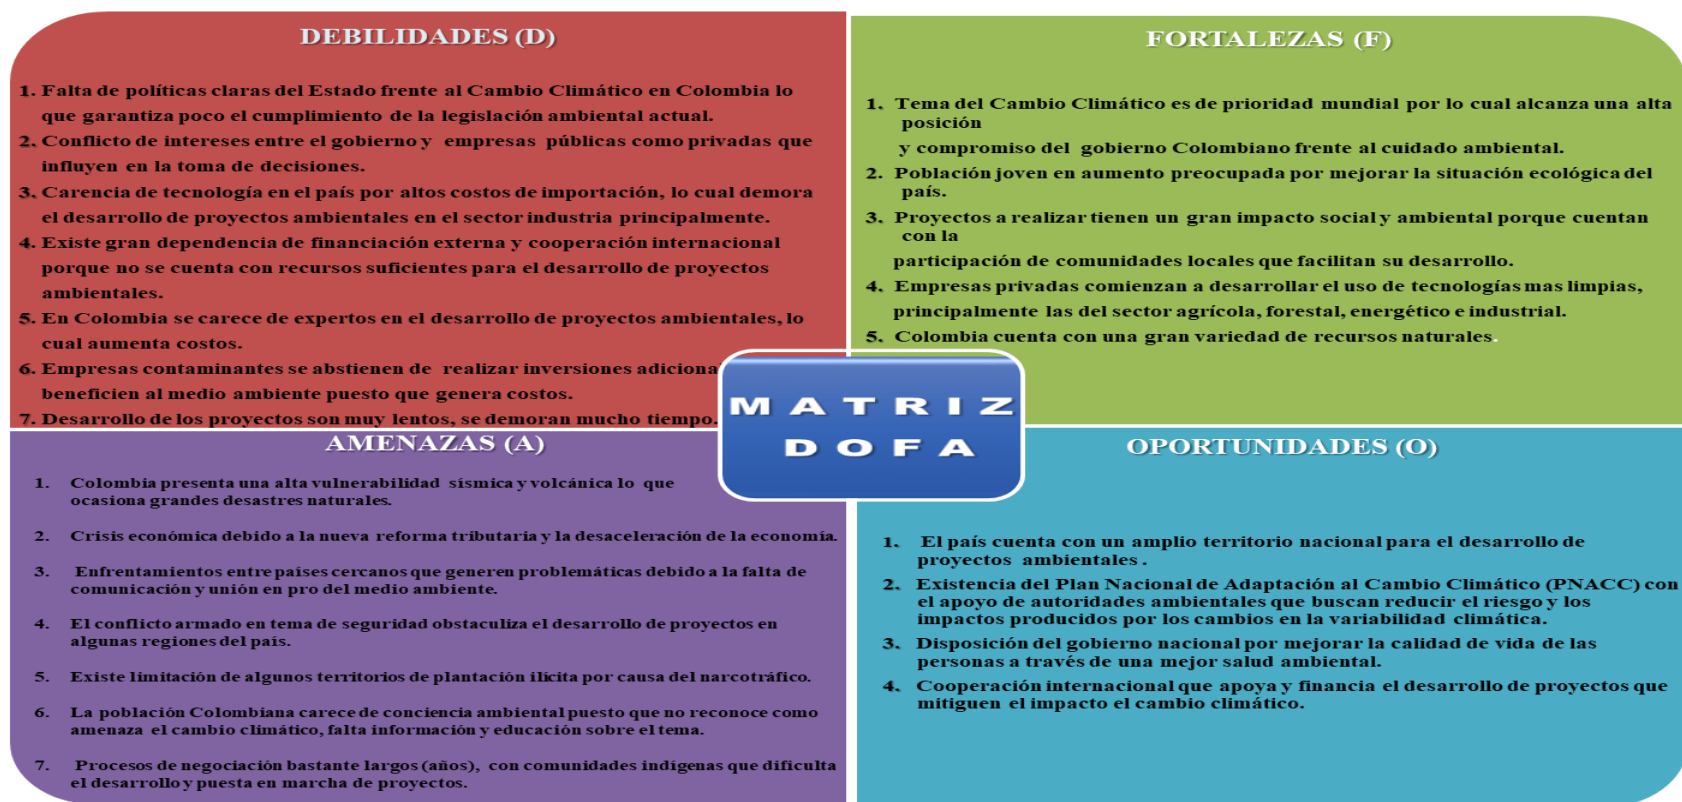 DEBILIDADES (D)
1. Falta de políticas claras del Estado frente al Cambio Climático en Colombia lo
que garantiza poco el cumplimiento de la legislación ambiental actual.
2. Conflicto de intereses entre el gobierno y empresas públicas como privadas que
influyen en la toma de decisiones.
3. Carencia de tecnología en el país por altos costos de importación, lo cual demora
el desarrollo de proyectos ambientales en el sector industria principalmente.
4. Existe gran dependencia de financiación externa y cooperación internacional
porque no se cuenta con recursos suficientes para el desarrollo de proyectos
ambientales.
5. En Colombia se carece de expertos en el desarrollo de proyectos ambientales, lo
cual aumenta costos.
6. Empresas contaminantes se abstienen de realizar inversiones
beneficien al medio ambiente puesto que genera costos.
7. Desarrollo de los proyectos son muy lentos, se demoran mucho tiempo.
FORTALEZAS (F)
1. Tema del Cambio Climático es de prioridad mundial por lo cual alcanza una alta
posición
y compromiso del gobierno Colombiano frente al cuidado ambiental.
2. Población joven en aumento preocupada por mejorar la situación ecológica del
país.
3. Proyectos a realizar tienen un gran impacto social y ambiental porque cuentan
con la
participación de comunidades locales que facilitan su desarrollo.
4. Empresas privadas comienzan a desarrollar el uso de tecnologías mas limpias,
principalmente las del sector agrícola, forestal, energético e industrial.
5. Colombia cuenta con una gran variedad de recursos naturales.
MATRIZ
DOFA
AMENAZAS (A)
1. Colombia presenta una alta vulnerabilidad sísmica y volcánica lo que
ocasiona grandes desastres naturales.
2. Crisis económica debido a la nueva reforma tributaria y la desaceleración de la economía.
3. Enfrentamientos entre países cercanos que generen problemáticas debido a la falta de
comunicación y unión en pro del medio ambiente.
4. El conflicto armado en tema de seguridad obstaculiza el desarrollo de proyectos en
algunas regiones del país.
5. Existe limitación de algunos territorios de plantación ilícita por causa del narcotráfico.
6. La población Colombiana carece de conciencia ambiental puesto que no reconoce como
amenaza el cambio climático, falta información y educación sobre el tema.
7. Procesos de negociación bastante largos (años), con comunidades indígenas que dificulta
el desarrollo y puesta en marcha de proyectos.
OPORTUNIDADES (O)
1. El país cuenta con un amplio territorio nacional para el desarrollo de
proyectos ambientales .
2. Existencia del Plan Nacional de Adaptación al Cambio Climático (PNACC) con
el apoyo de autoridades ambientales que buscan reducir el riesgo y los
impactos producidos por los cambios en la variabilidad climática.
3. Disposición del gobierno nacional por mejorar la calidad de vida de las
personas a través de una mejor salud ambiental.
4. Cooperación internacional que apoya y financia el desarrollo de proyectos que
mitiguen el impacto el cambio climático.